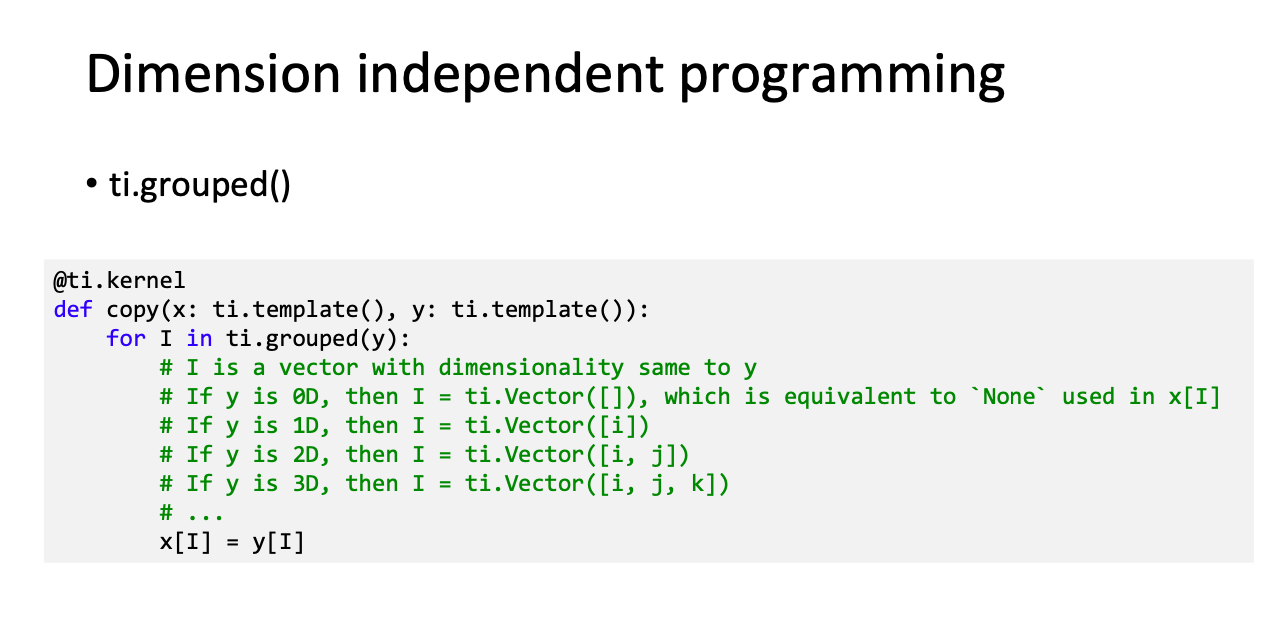 Dimension independent programming
• ti.grouped()
@ti.kernel
def copy(x: ti.template(), y: ti.template()):
    for I in ti.grouped(y):
        # I is a vector with dimensionality same to y
        # If y is 0D, then I = ti.Vector([]), which is equivalent to `None` used in x[I]
        # If y is 1D, then I = ti.Vector([i])
        # If y is 2D, then I = ti.Vector([i, j])
        # If y is 3D, then I = ti.Vector([i, j, k])
        # ...
        x[I] = y[I]